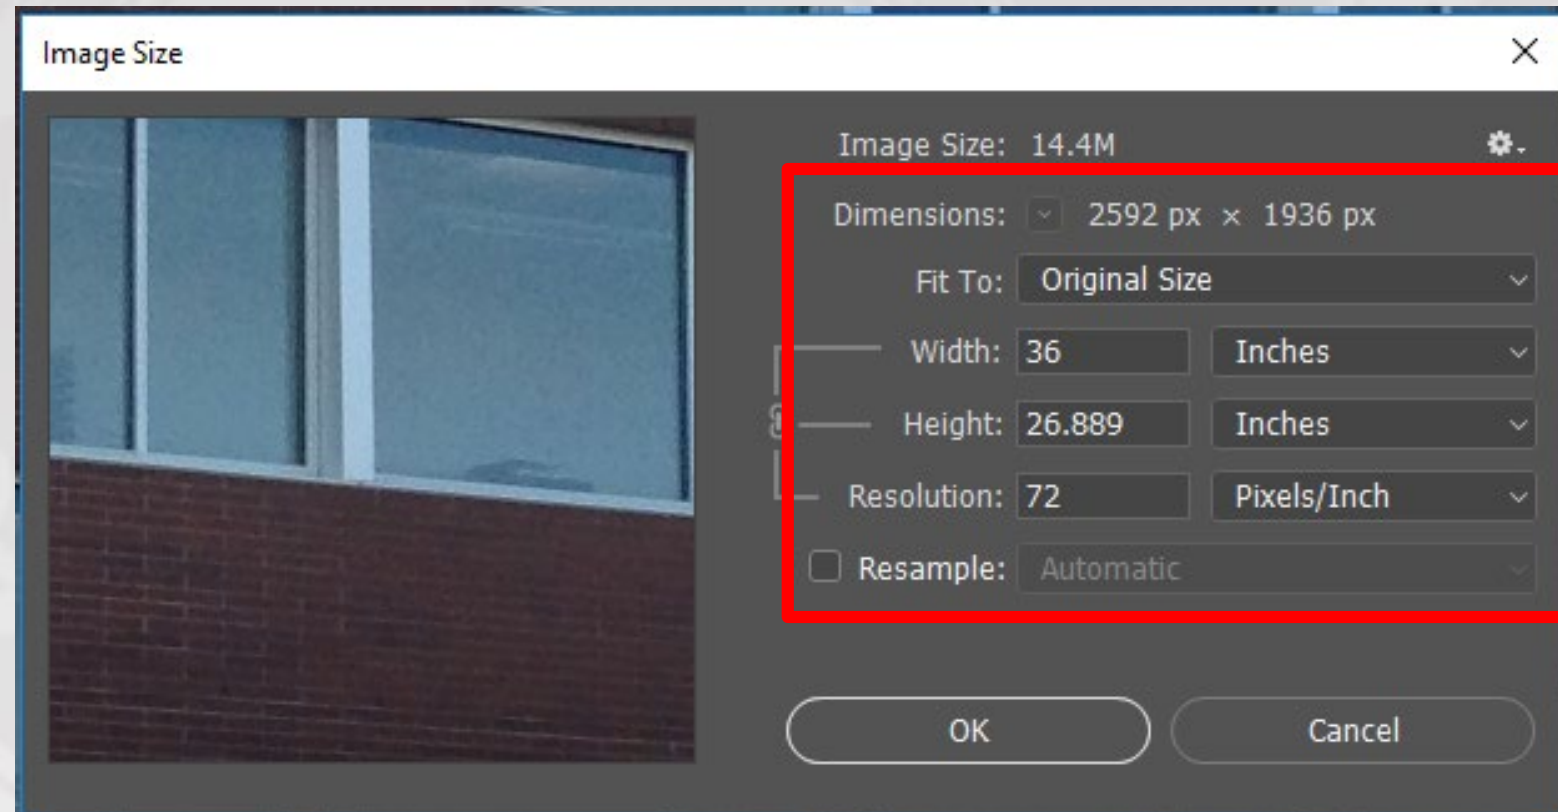 Image Size
Image Size: 14.4M
Dimensions: 2592 px × 1936 px
Fit To: Original Size
Width: 36 Inches
Height: 26.889 Inches
Resolution: 72 Pixels/Inch
Resample: Automatic
OK Cancel